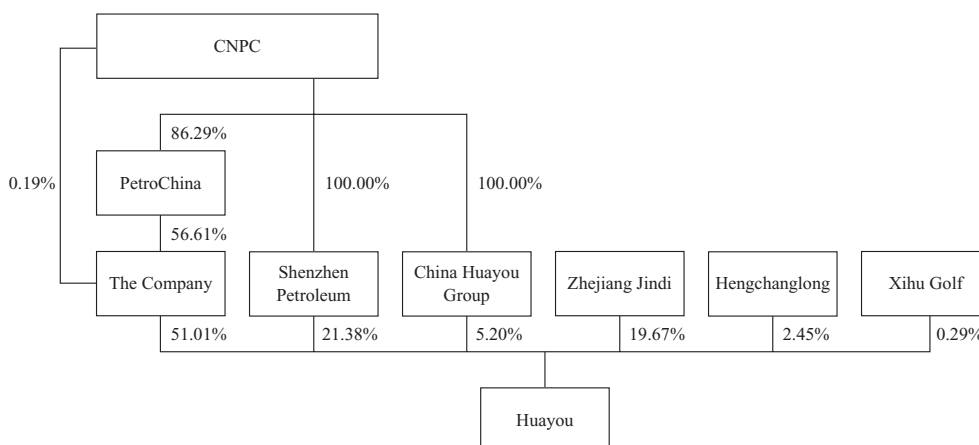 CNPC
86.29%
0.19%
PetroChina
100.00%
100.00%
56.61%
The Company
Shenzhen
Petroleum
China Huayou
Group
Zhejiang Jindi
Hengchanglong
Xihu Golf
51.01%
21.38%
5.20%
19.67%
2.45%
0.29%
Huayou